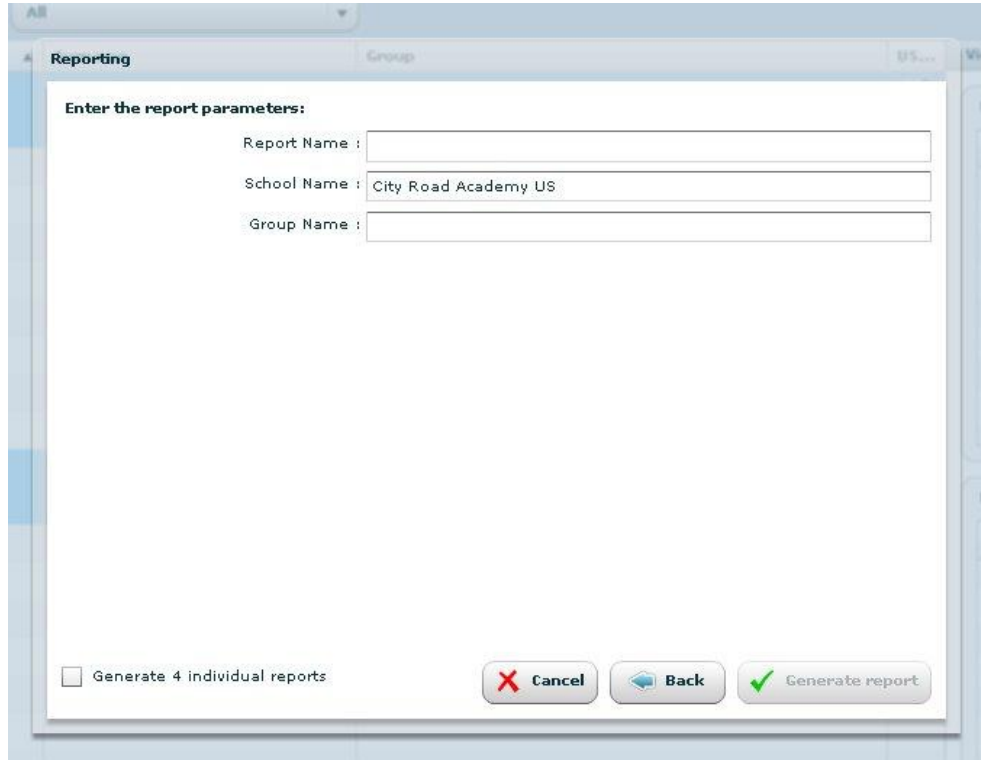 All
Reporting
Group
US...
Enter the report parameters:
Report Name :
School Name : City Road Academy US
Group Name :
Generate 4 individual reports
Cancel
Back
Generate report